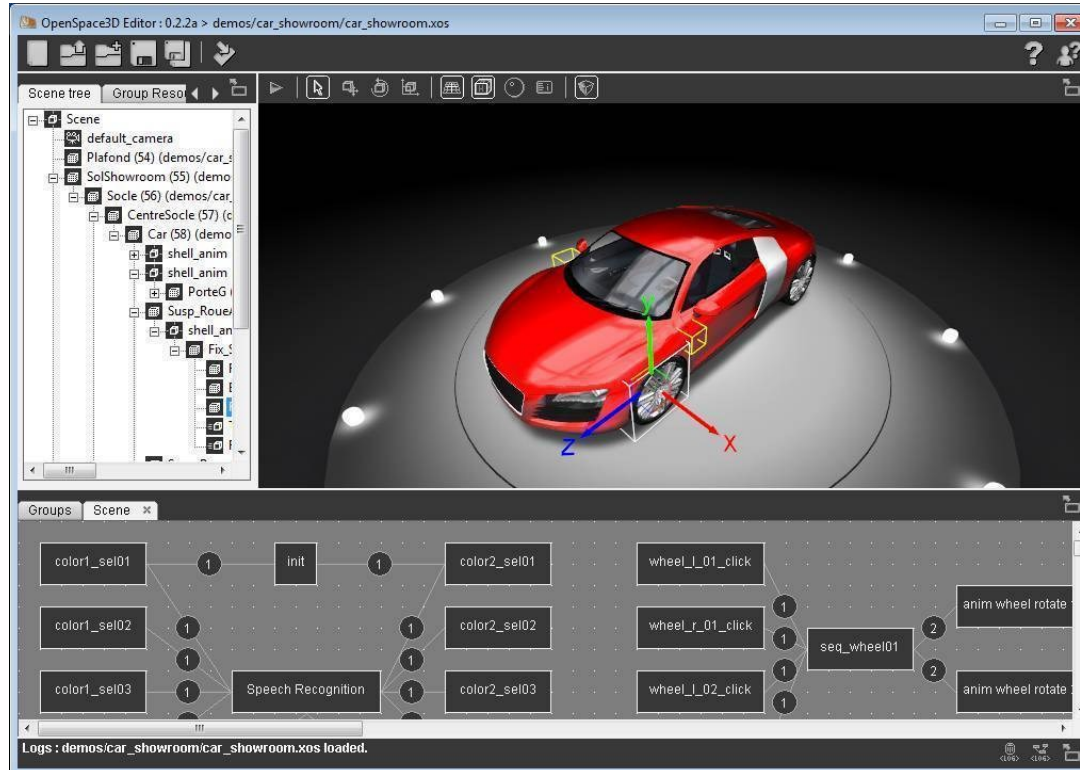 OpenSpace3D Editor : 0.2.2a > demos/car_showroom/car_showroom.xos
Scene tree
Group Resou
Scene
default_camera
Plafond (54) (demos/car_s
SolShowroom (55) (demo
Socle (56) (demos/car_
CentreSocle (57) (d
Car (58) (demo
shell_anim
shell_anim
PorteG (
Susp_RoueA
shell_an
Fix_S
y
Z
X
Groups
Scene
color1_sel01
1
init
1
color2_sel01
wheel_l_01_click
color1_sel02
1
1
color2_sel02
wheel_r_01_click
1
1
seq_wheel01
2
anim wheel rotate
1
1
1
color1_sel03
1
Speech Recognition
1
color2_sel03
wheel_l_02_click
1
2
anim wheel rotate
Logs : demos/car_showroom/car_showroom.xos loaded.
<LOG>
<LOG>